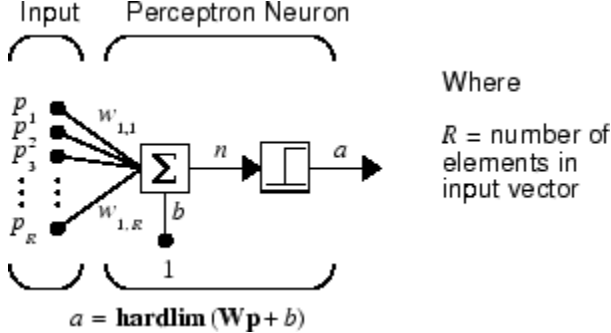 Input Perceptron Neuron
p1 w1,1
p2
p3
pR w1,R
Σ n a
b
1
a = hardlim (Wp + b)
Where
R = number of
elements in
input vector